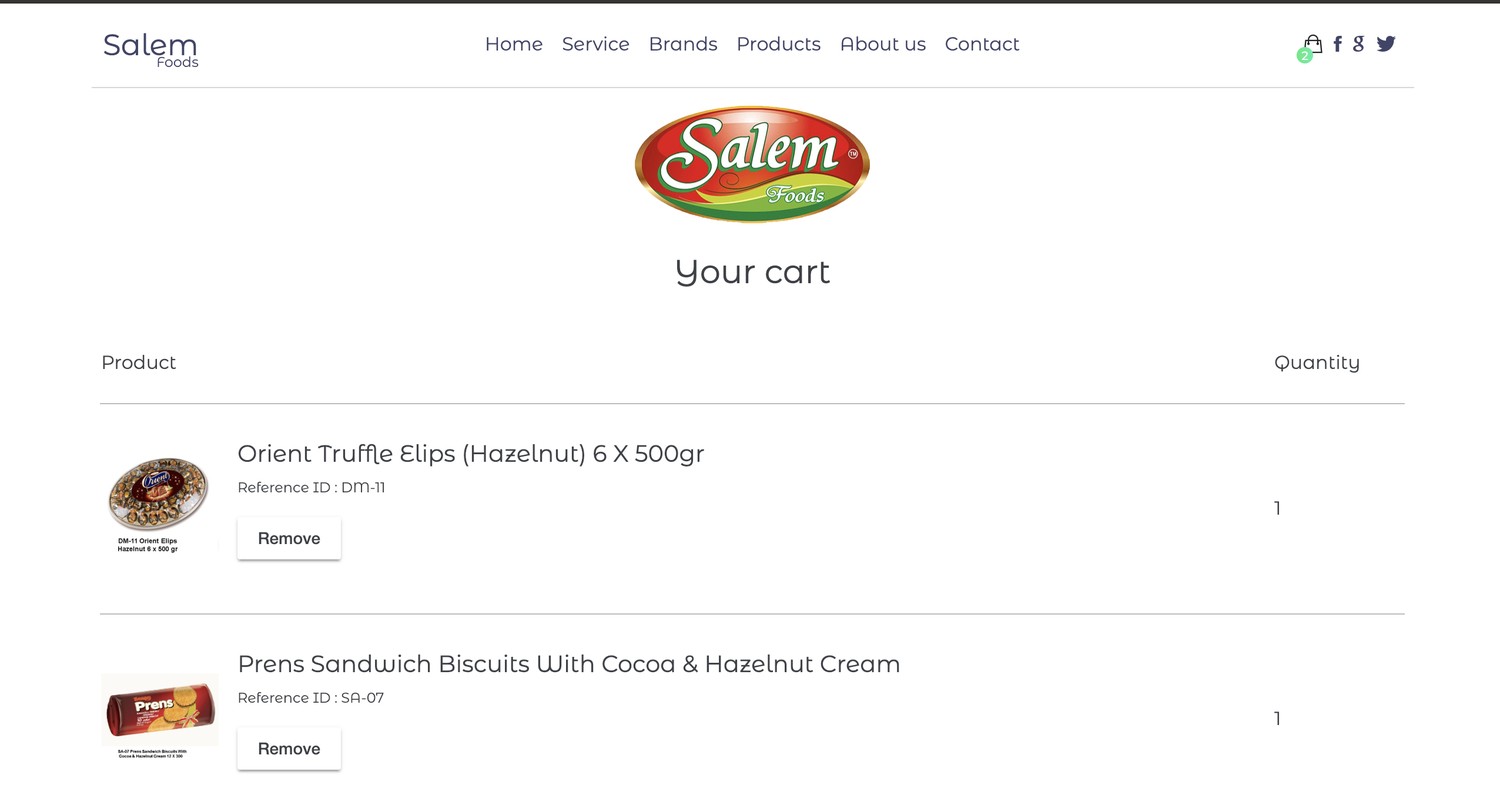 Salem
Foods
Home Service Brands Products About us Contact
2
Salem TM
Foods
Your cart
Product Quantity
Orient Truffle Elips (Hazelnut) 6 X 500gr
Reference ID : DM-11
1
Remove
Orient
DM-11 Orient Elips
Hazelnut 6 x 500 gr
Prens Sandwich Biscuits With Cocoa & Hazelnut Cream
Reference ID : SA-07
1
Remove
Prens
SA-07 Prens Sandwich Biscuits With
Cocoa & Hazelnut Cream 12 X 300